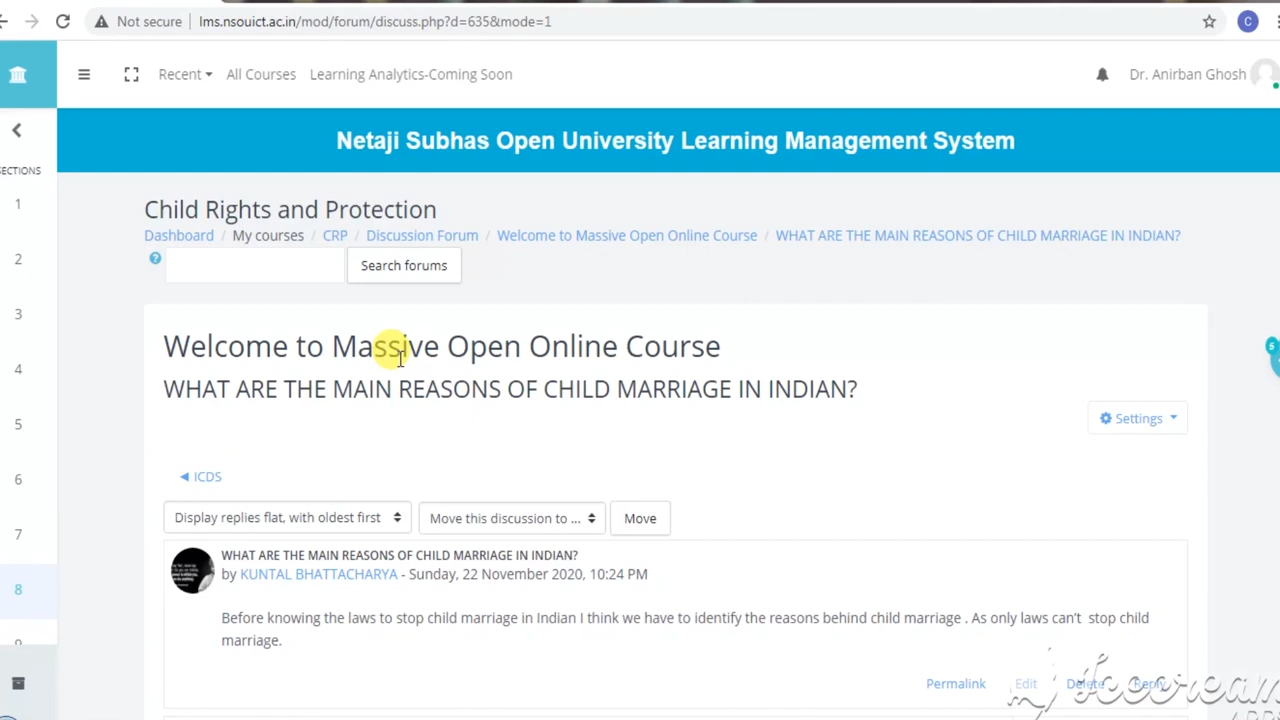 Not secure lms.nsouict.ac.in/mod/forum/discuss.php?d=635&mode=1 C
Recent All Courses Learning Analytics-Coming Soon Dr. Anirban Ghosh
Netaji Subhas Open University Learning Management System
ECTIONS
1
2
3
4
5
6
7
8
Child Rights and Protection
Dashboard / My courses / CRP / Discussion Forum / Welcome to Massive Open Online Course / WHAT ARE THE MAIN REASONS OF CHILD MARRIAGE IN INDIAN?
? Search forums
Welcome to Massive Open Online Course
5
WHAT ARE THE MAIN REASONS OF CHILD MARRIAGE IN INDIAN?
Settings
◄ ICDS
Display replies flat, with oldest first Move this discussion to ... Move
WHAT ARE THE MAIN REASONS OF CHILD MARRIAGE IN INDIAN?
by KUNTAL BHATTACHARYA - Sunday, 22 November 2020, 10:24 PM
Before knowing the laws to stop child marriage in Indian I think we have to identify the reasons behind child marriage . As only laws can't stop child
marriage.
Permalink Edit Delete Reply
Icecream